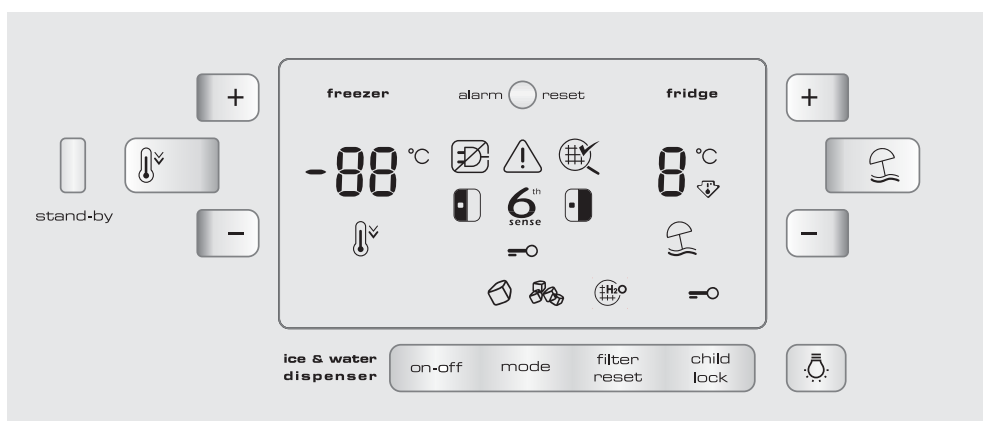 freezer alarm reset fridge
+ +
-88 °C 8 °C
stand-by
6th
sense
- -
H2O
ice & water
dispenser
on-off mode filter
reset child
lock